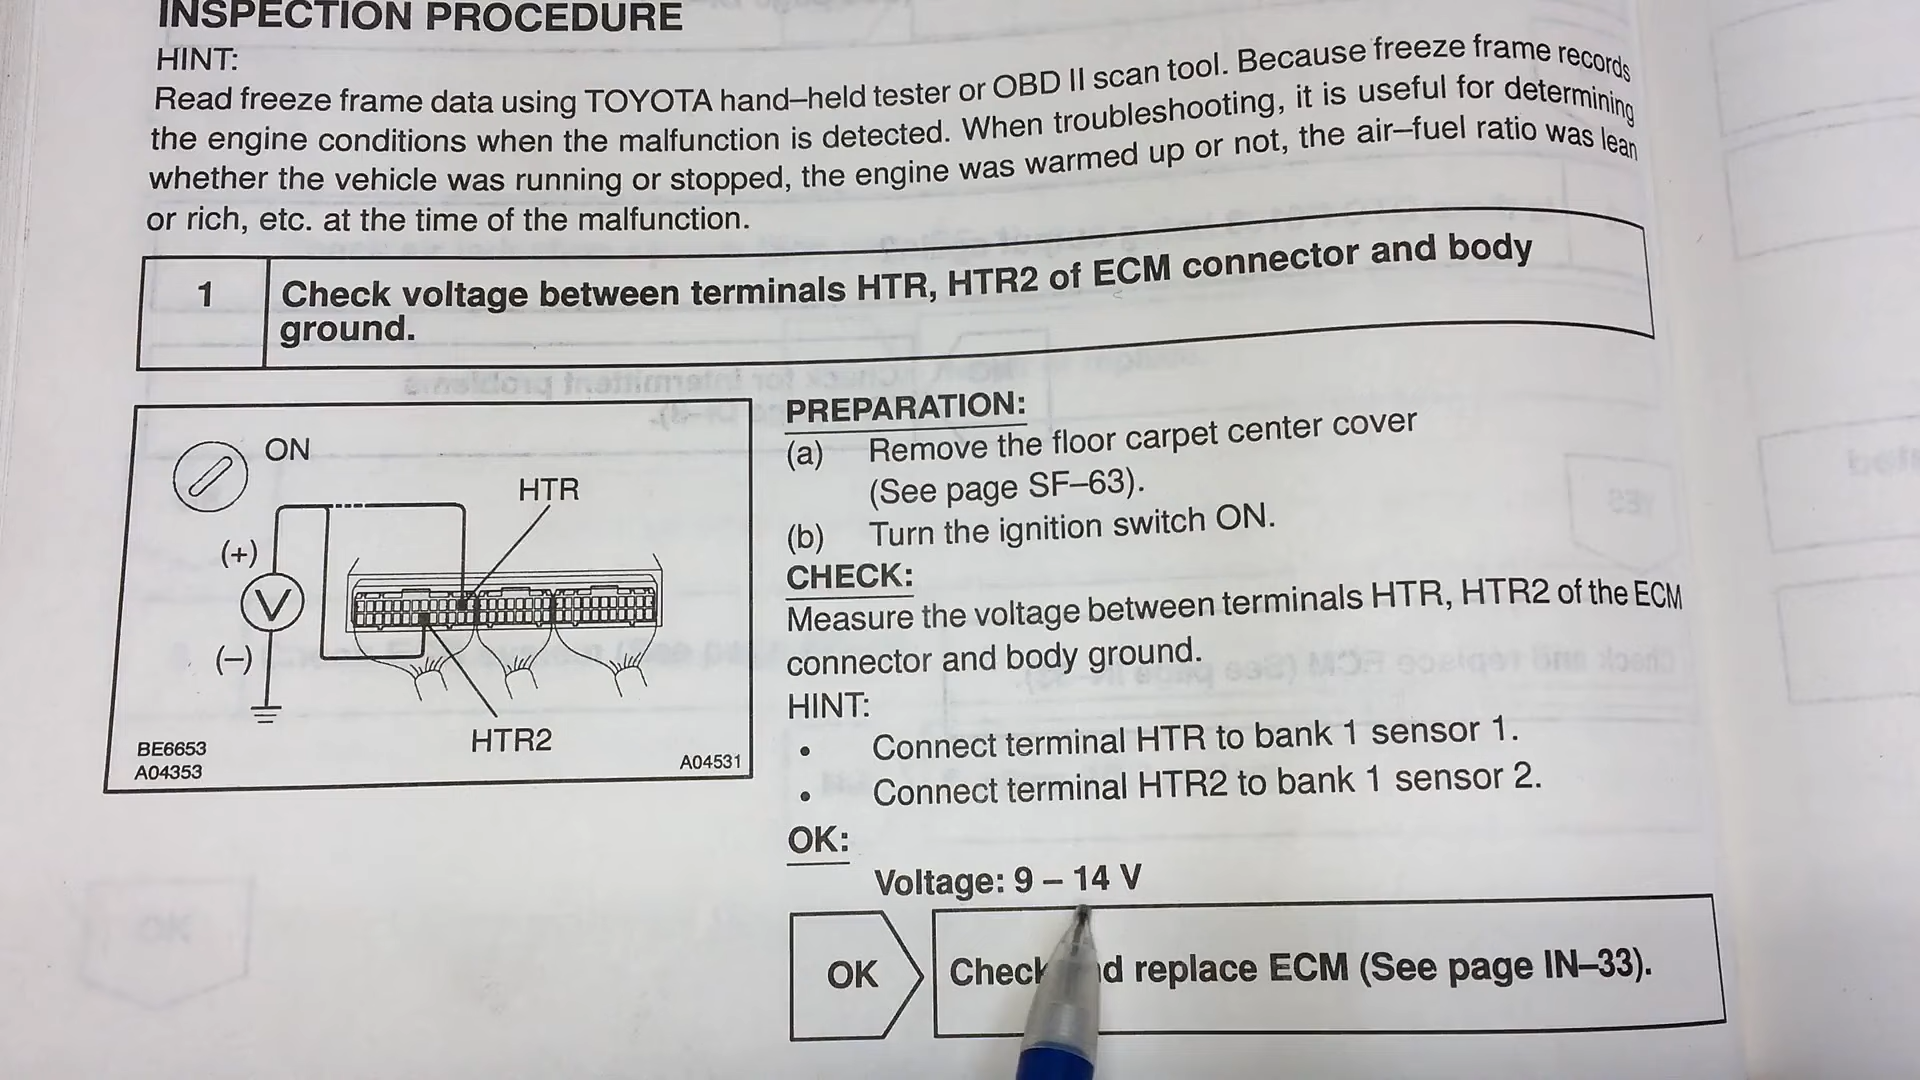 INSPECTION PROCEDURE
HINT:
Read freeze frame data using TOYOTA hand–held tester or OBD II scan tool. Because freeze frame records
the engine conditions when the malfunction is detected. When troubleshooting, it is useful for determining
whether the vehicle was running or stopped, the engine was warmed up or not, the air–fuel ratio was lean
or rich, etc. at the time of the malfunction.
1
Check voltage between terminals HTR, HTR2 of ECM connector and body
ground.
ON
HTR
(+)
V
(–)
HTR2
BE6653
A04353
A04531
PREPARATION:
(a) Remove the floor carpet center cover
(See page SF–63).
(b) Turn the ignition switch ON.
CHECK:
Measure the voltage between terminals HTR, HTR2 of the ECM
connector and body ground.
HINT:
• Connect terminal HTR to bank 1 sensor 1.
• Connect terminal HTR2 to bank 1 sensor 2.
OK:
Voltage: 9 – 14 V
OK
Check replace ECM (See page IN–33).